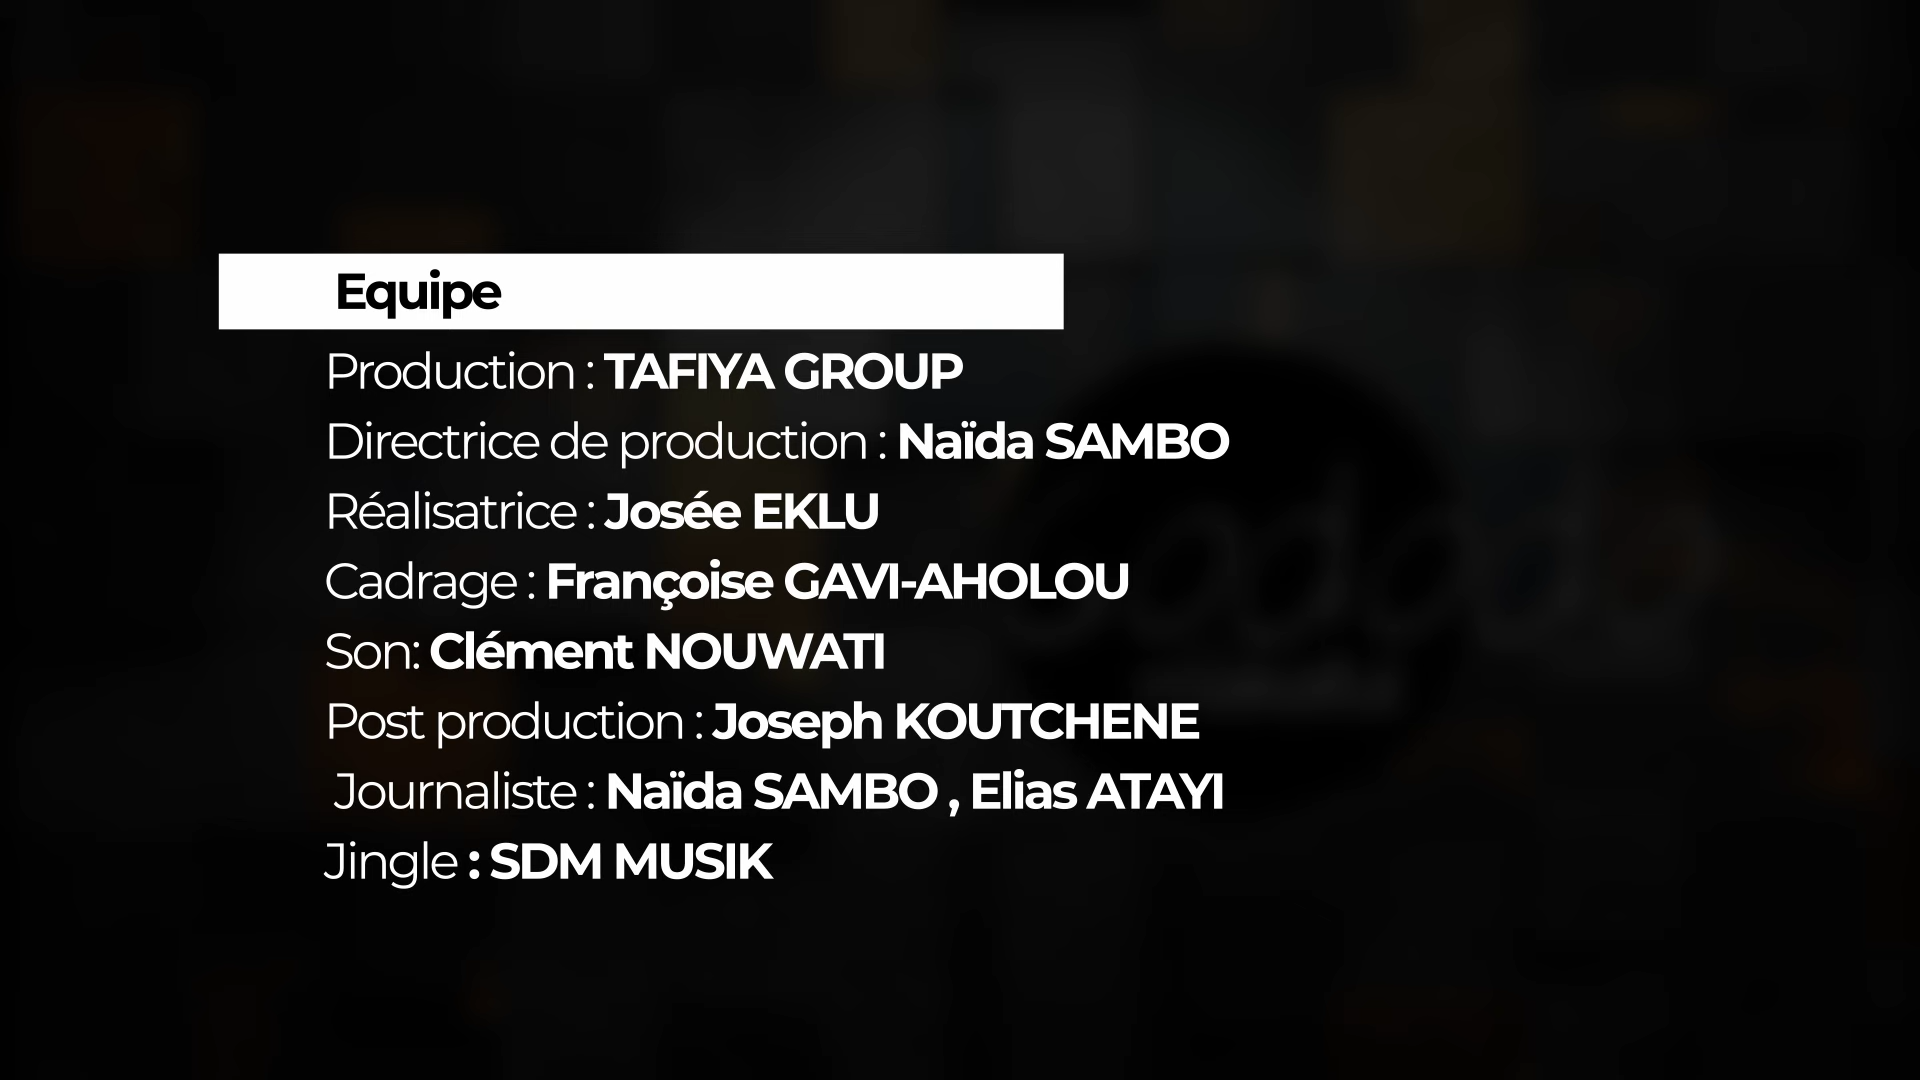 Equipe
Production : TAFIYA GROUP
Directrice de production : Naïda SAMBO
Réalisatrice : Josée EKLU
Cadrage : Françoise GAVI-AHOLOU
Son: Clément NOUWATI
Post production : Joseph KOUTCHENE
Journaliste : Naïda SAMBO , Elias ATAYI
Jingle : SDM MUSIK